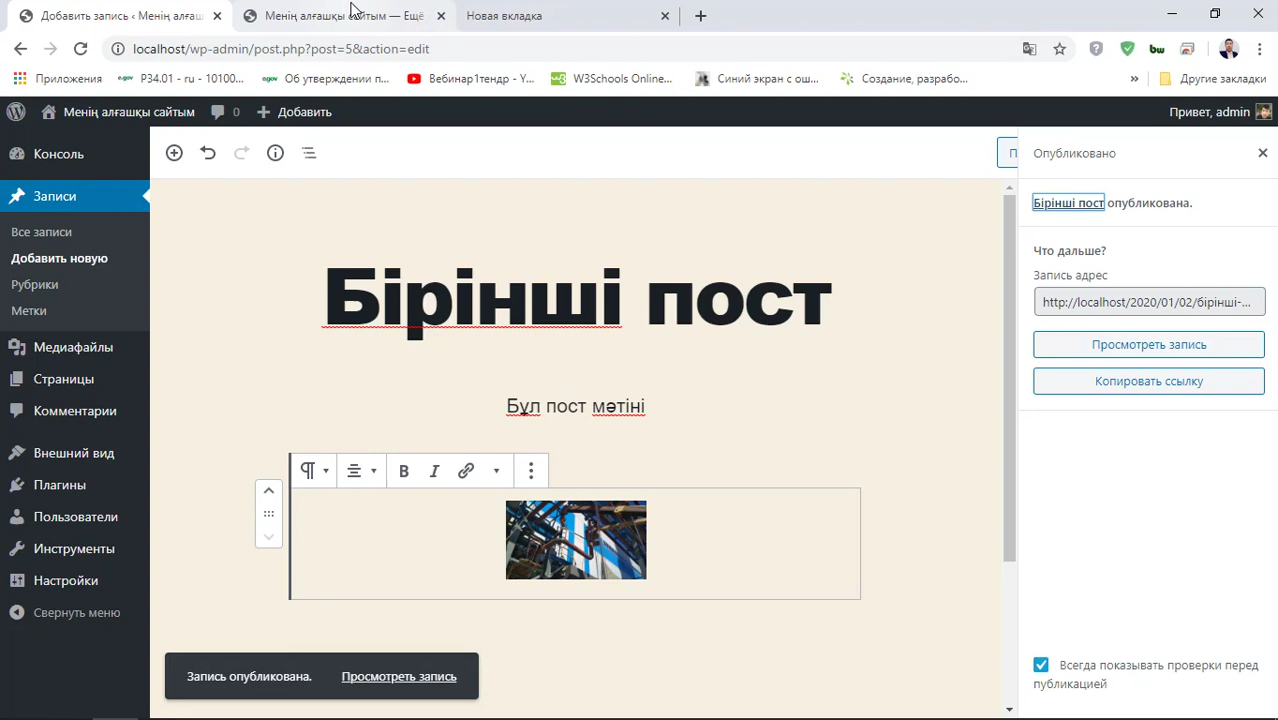 Добавить запись ‹ Менің алғаш
Менің алғашқы сайтым — Ещё
Новая вкладка
localhost/wp-admin/post.php?post=5&action=edit
Приложения
P34.01 - ru - 10100...
Об утверждении п...
Вебинар1тендр - Y...
W3Schools Online...
Синий экран с ош...
Создание, разрабо...
»
Другие закладки
Менің алғашқы сайтым
0
Добавить
Привет, admin
Консоль
Записи
Все записи
Добавить новую
Рубрики
Метки
Медиафайлы
Страницы
Комментарии
Внешний вид
Плагины
Пользователи
Инструменты
Настройки
Свернуть меню
Бірінші пост
Бұл пост мәтіні
B I
Запись опубликована. Просмотреть запись
П
Опубликовано
Бірінші пост опубликована.
Что дальше?
Запись адрес
http://localhost/2020/01/02/бірінші-...
Просмотреть запись
Копировать ссылку
Всегда показывать проверки перед
публикацией